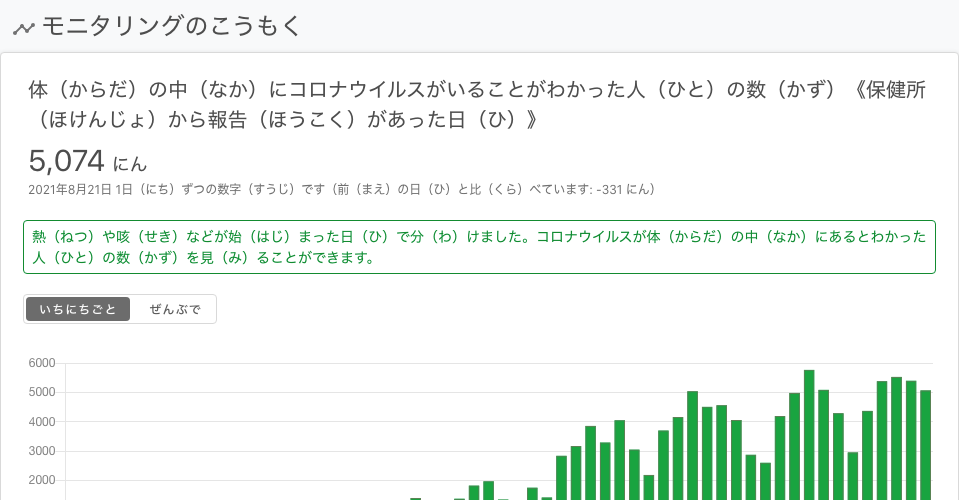 モニタリングのこうもく
体（からだ）の中（なか）にコロナウイルスがいることがわかった人（ひと）の数（かず）《保健所
（ほけんじょ）から報告（ほうこく）があった日（ひ）》
5,074 にん
2021年8月21日 1日（にち）ずつの数字（すうじ）です（前（まえ）の日（ひ）と比（くら）べています: -331 にん）
熱（ねつ）や咳（せき）などが始（はじ）まった日（ひ）で分（わ）けました。コロナウイルスが体（からだ）の中（なか）にあるとわかった
人（ひと）の数（かず）を見（み）ることができます。
いちにちごと ぜんぶで
6000
5000
4000
3000
2000